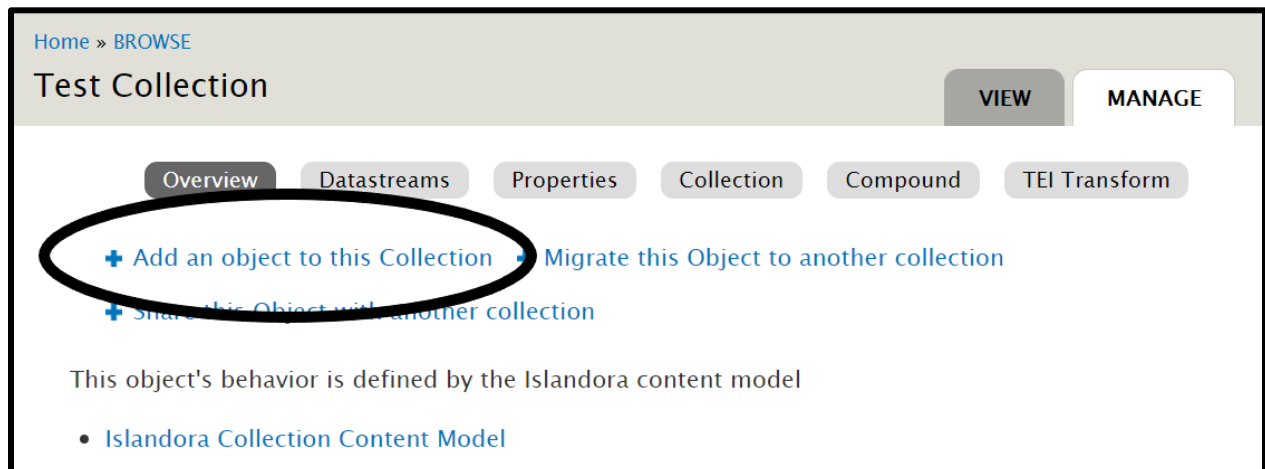 Home » BROWSE
Test Collection
VIEW MANAGE
Overview Datastreams Properties Collection Compound TEI Transform
Add an object to this Collection Migrate this Object to another collection
Share this Object with another collection
This object's behavior is defined by the Islandora content model
• Islandora Collection Content Model